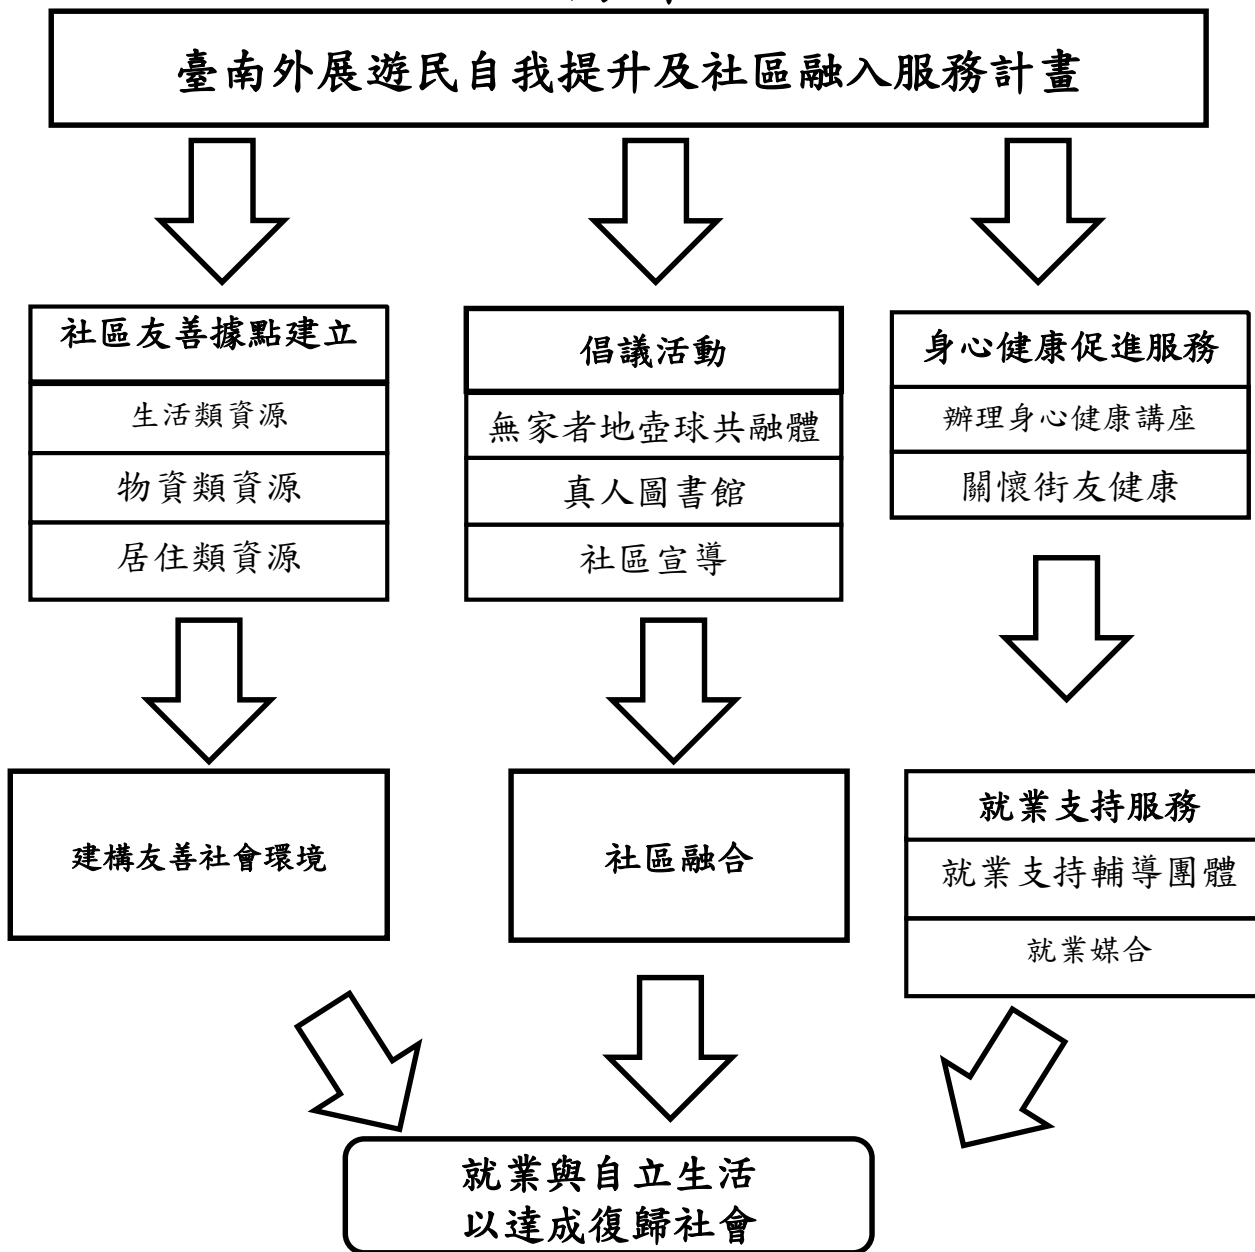 臺南外展遊民自我提升及社區融入服務計畫
社區友善據點建立
生活類資源
物資類資源
居住類資源
倡議活動
無家者地壺球共融體
真人圖書館
社區宣導
身心健康促進服務
辦理身心健康講座
關懷街友健康
建構友善社會環境
社區融合
就業支持服務
就業支持輔導團體
就業媒合
就業與自立生活
以達成復歸社會